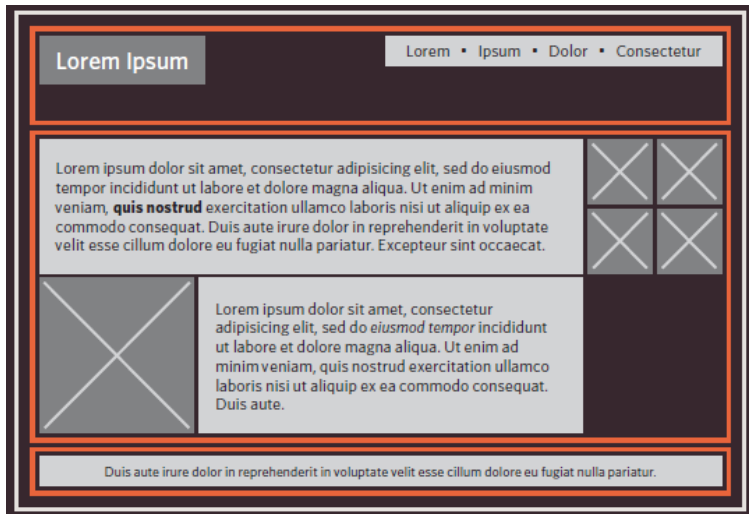 Lorem Ipsum
Lorem • Ipsum • Dolor • Consectetur
Lorem ipsum dolor sit amet, consectetur adipisicing elit, sed do eiusmod
tempor incididunt ut labore et dolore magna aliqua. Ut enim ad minim
veniam, quis nostrud exercitation ullamco laboris nisi ut aliquip ex ea
commodo consequat. Duis aute irure dolor in reprehenderit in voluptate
velit esse cillum dolore eu fugiat nulla pariatur. Excepteur sint occaecat.
Lorem ipsum dolor sit amet, consectetur
adipisicing elit, sed do eiusmod tempor incididunt
ut labore et dolore magna aliqua. Ut enim ad
minim veniam, quis nostrud exercitation ullamco
laboris nisi ut aliquip ex ea commodo consequat.
Duis aute.
Duis aute irure dolor in reprehenderit in voluptate velit esse cillum dolore eu fugiat nulla pariatur.